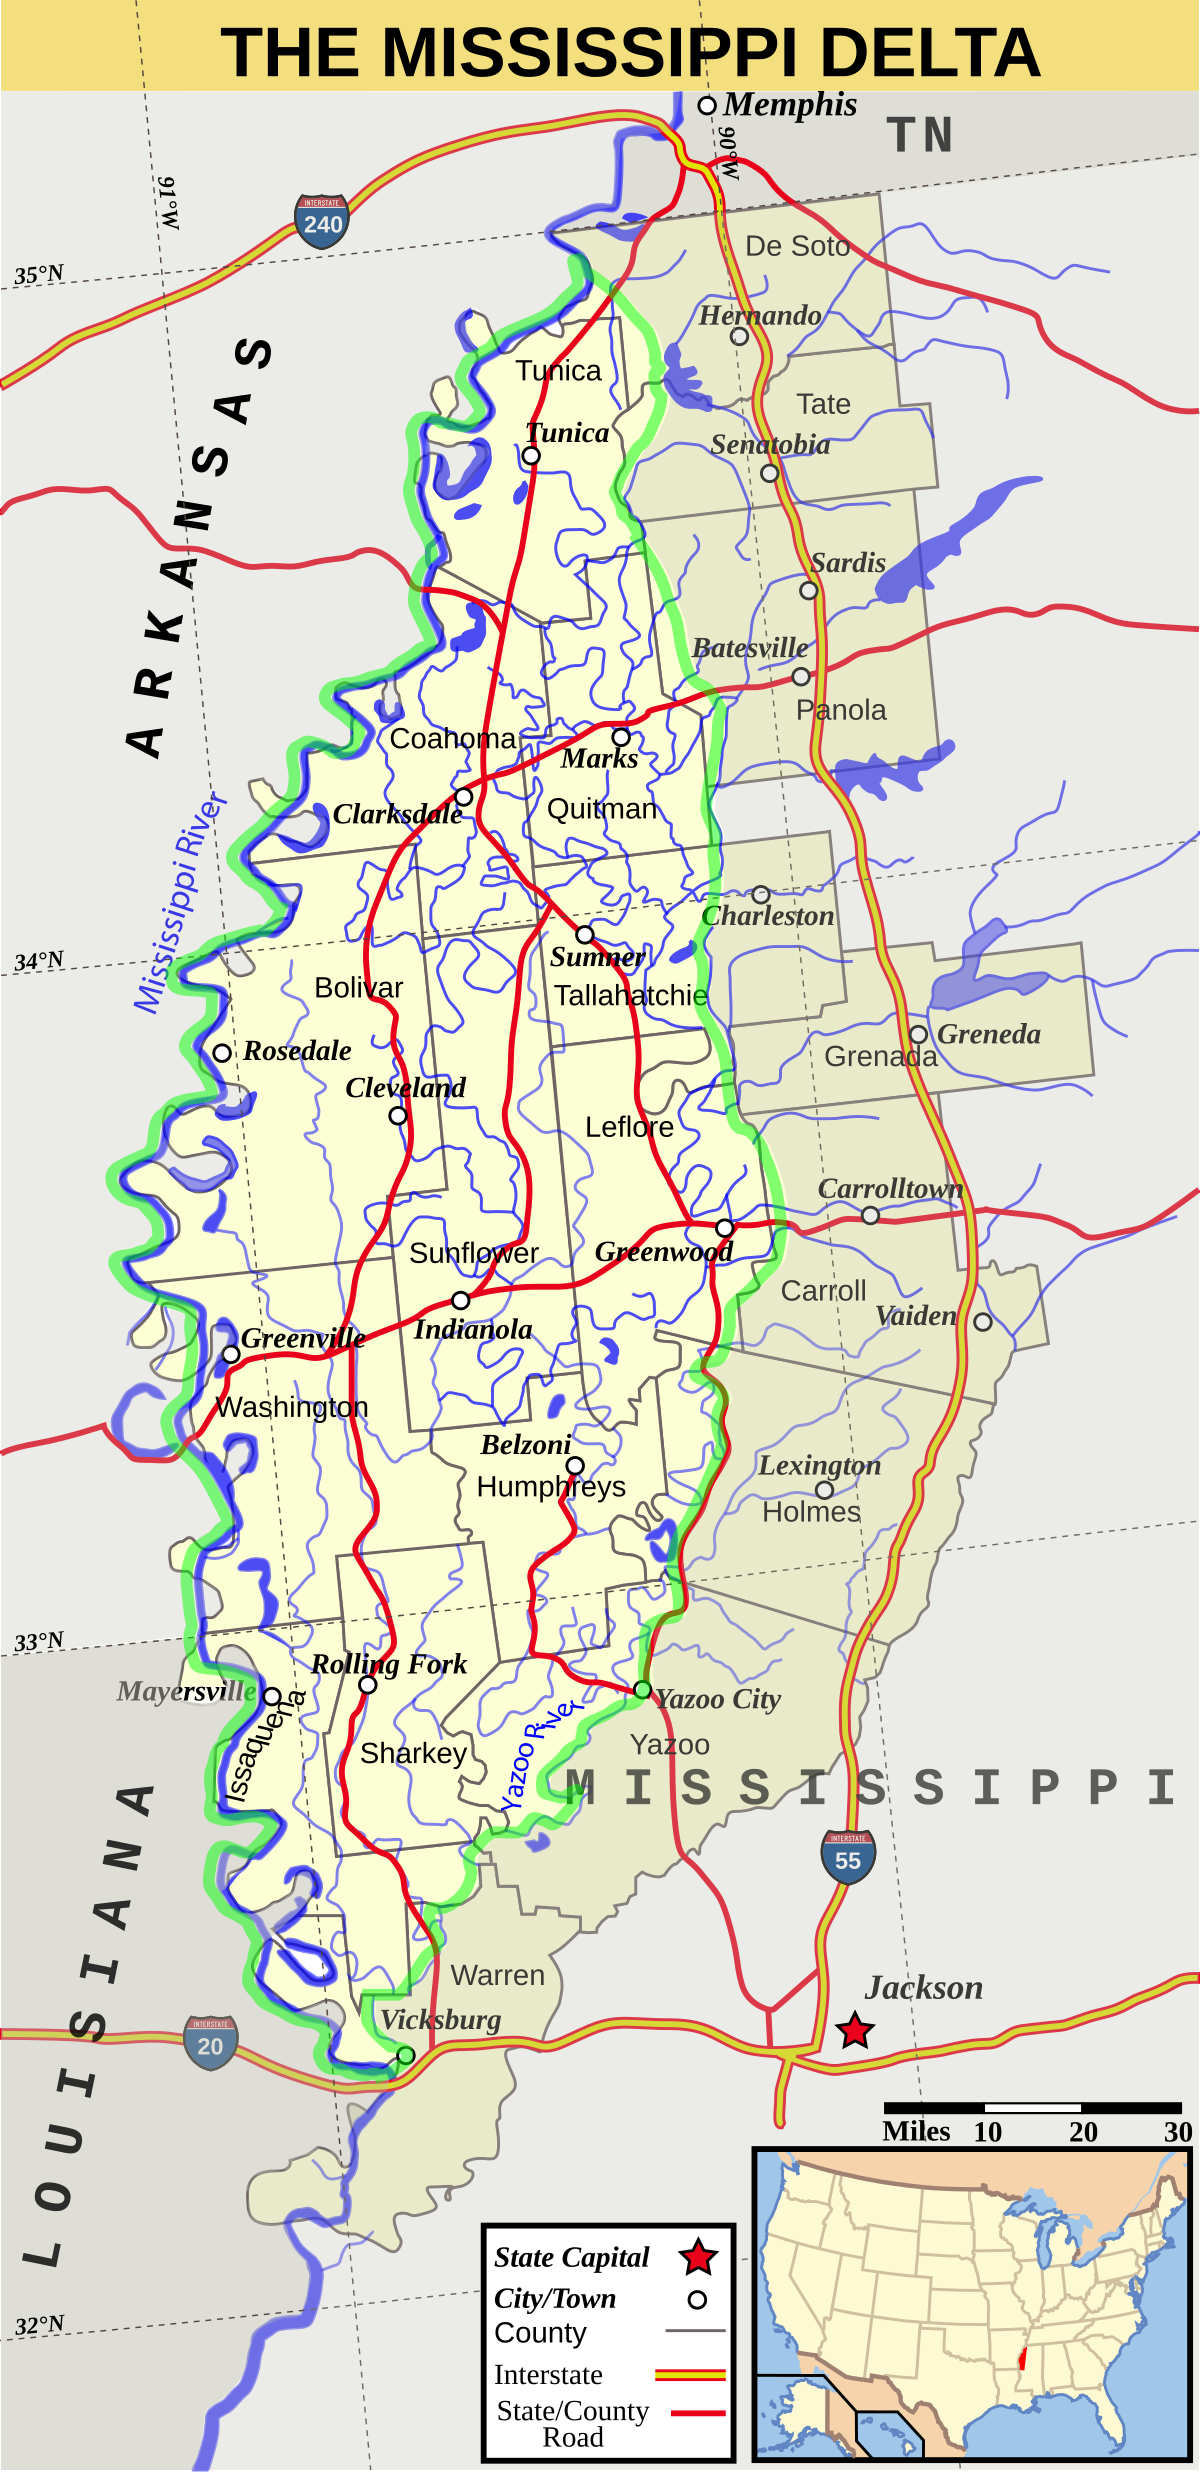 THE MISSISSIPPI DELTA
Memphis
TN
90°W
91°W
INTERSTATE
240
De Soto
35°N
Hernando
ARKANSAS
Tunica
Tate
Tunica
Senatobia
Sardis
Batesville
Panola
Coahoma
Marks
Quitman
Clarksdale
Mississippi River
Charleston
Sumner
34°N
Bolivar
Tallahatchie
Greneda
Rosedale
Grenada
Cleveland
Leflore
Carrolltown
Sunflower
Greenwood
Carroll
Vaiden
Indianola
Greenville
Washington
Belzoni
Lexington
Humphreys
Holmes
33°N
Rolling Fork
Mayersville
Yazoo City
Issaquena
Yazoo River
Yazoo
Sharkey
MISSISSIPPI
INTERSTATE
55
LOUISIANA
Warren
Jackson
Vicksburg
INTERSTATE
20
Miles 10 20 30
32°N
State Capital
City/Town
County
Interstate
State/County
Road